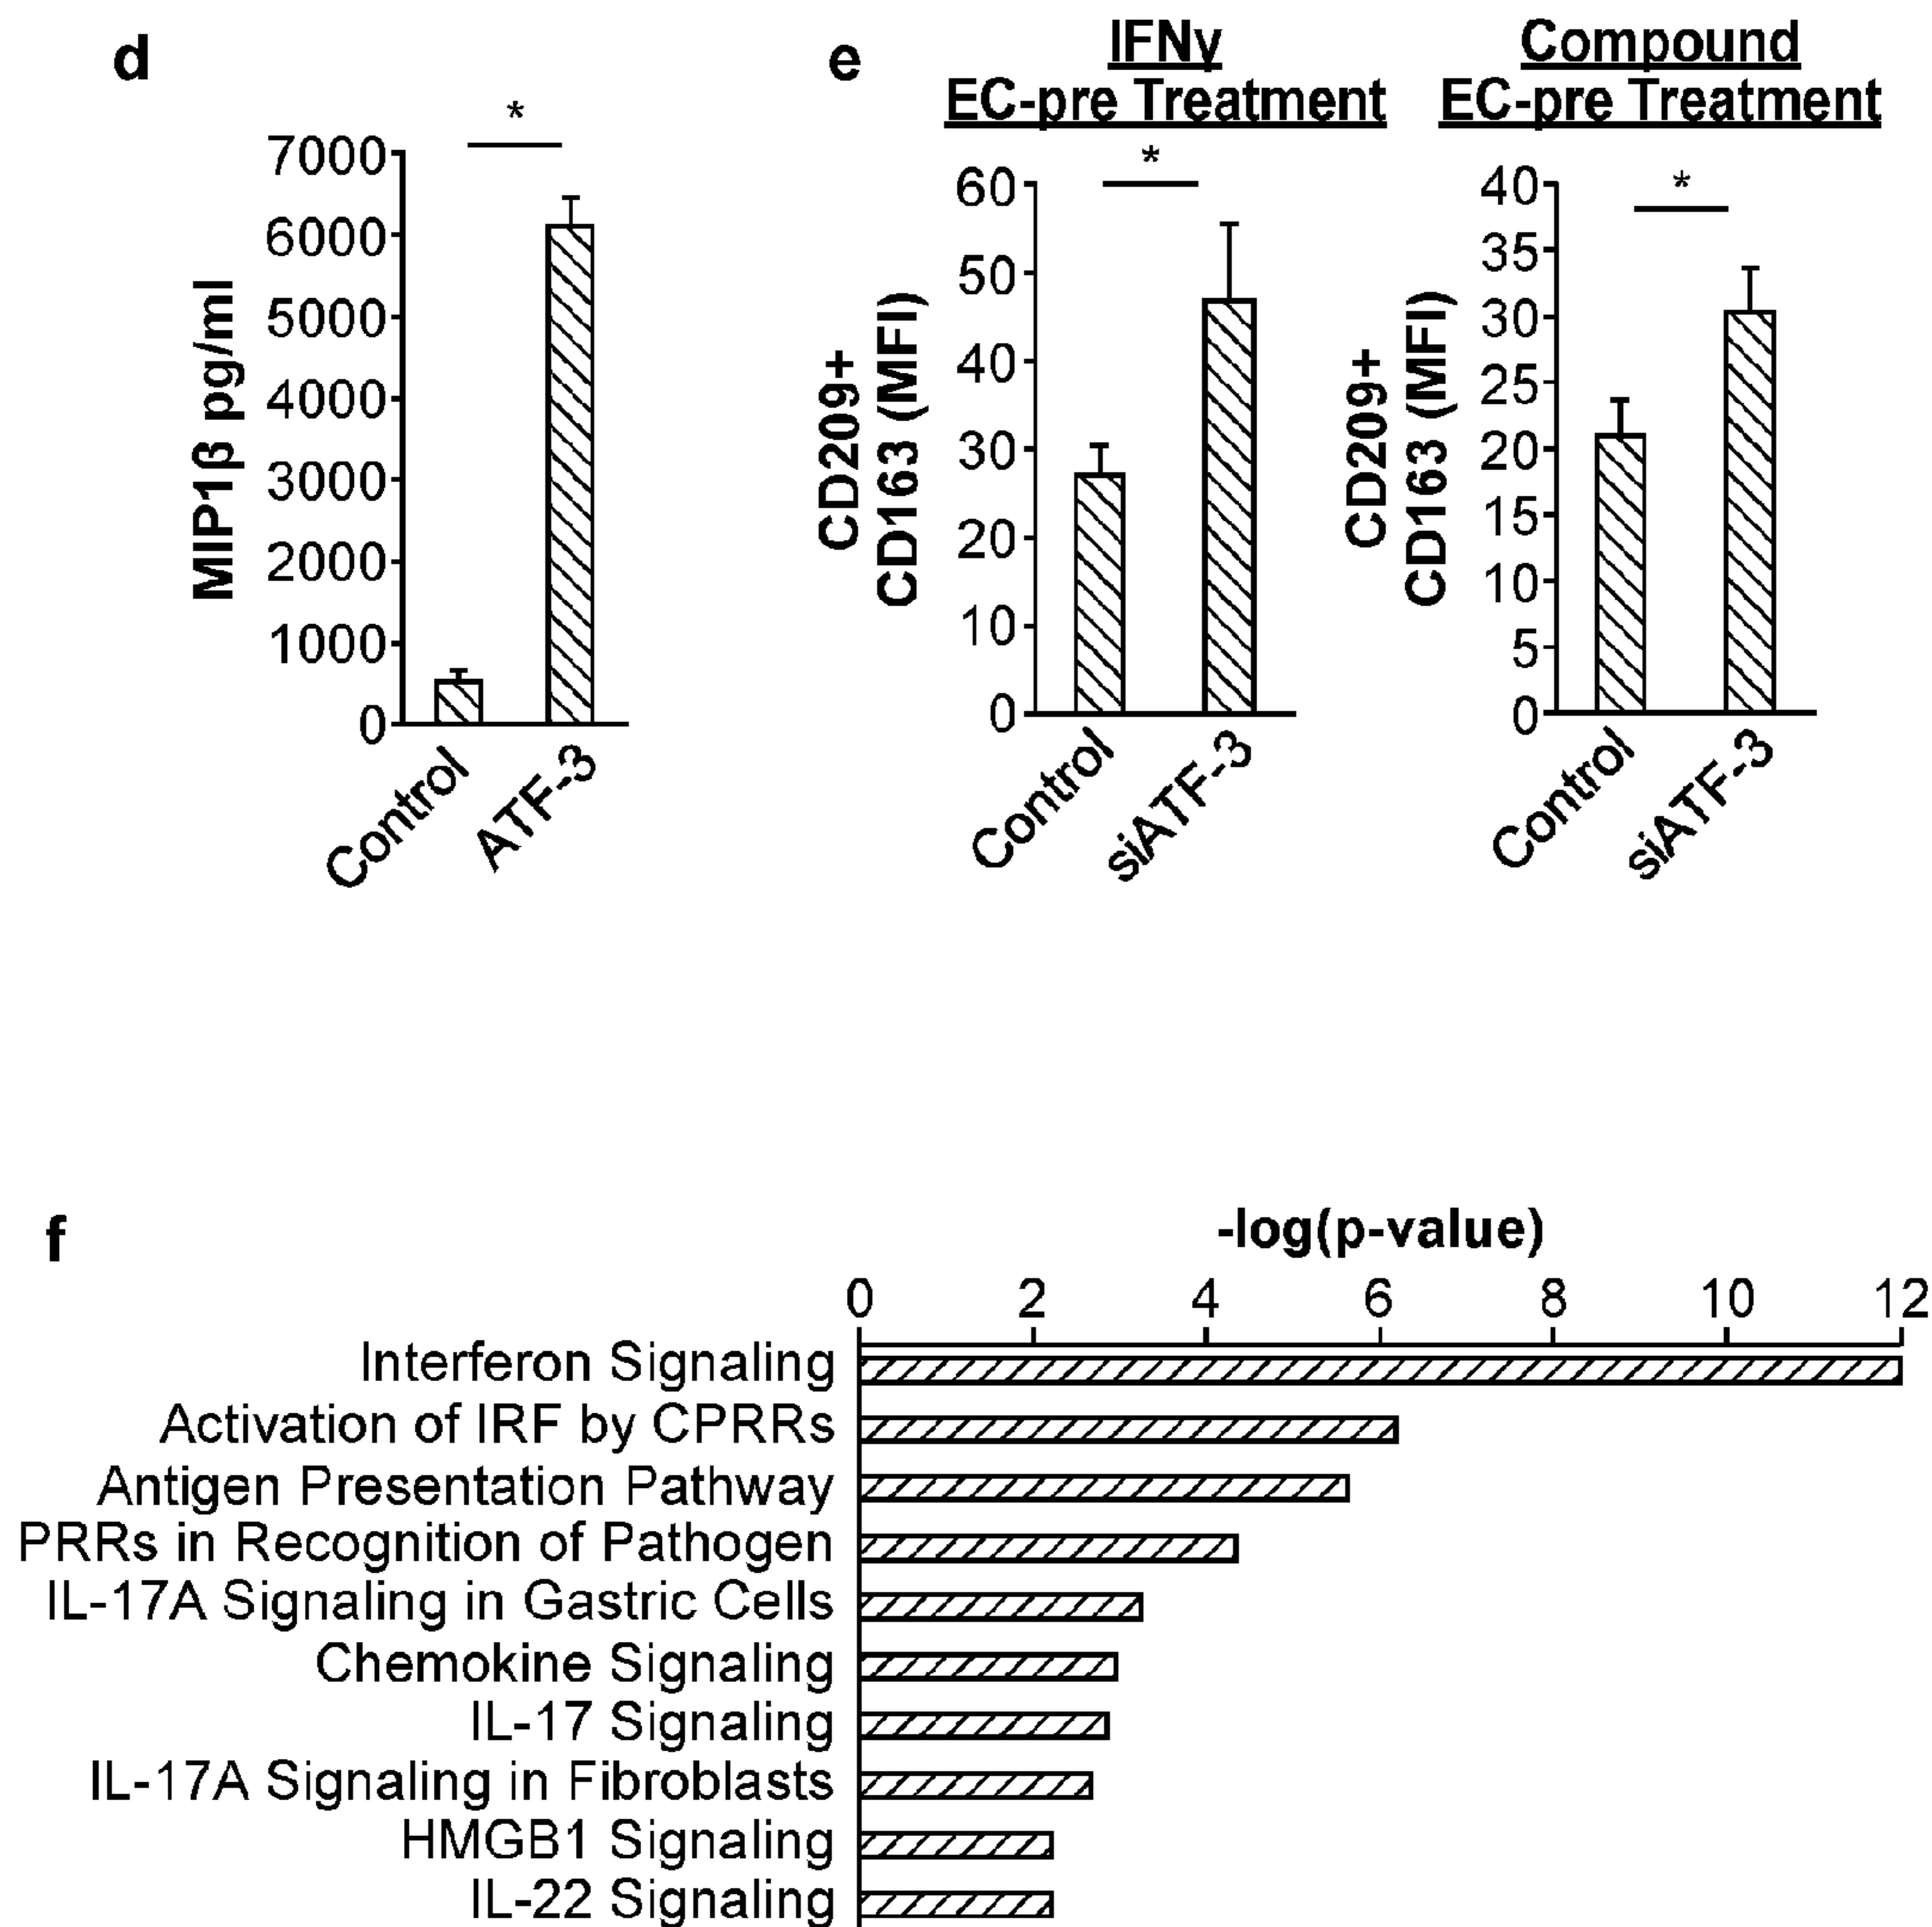 d
*
7000
6000
5000
4000
3000
2000
1000
0
MIP1β pg/ml
Control
ATF-3
e
IFNγ
EC-pre Treatment
*
60
50
40
30
20
10
0
CD209+
CD163 (MFI)
Control
siATF-3
Compound
EC-pre Treatment
*
40
35
30
25
20
15
10
5
0
CD209+
CD163 (MFI)
Control
siATF-3
f
-log(p-value)
0 2 4 6 8 10 12
Interferon Signaling
Activation of IRF by CPRRs
Antigen Presentation Pathway
PRRs in Recognition of Pathogen
IL-17A Signaling in Gastric Cells
Chemokine Signaling
IL-17 Signaling
IL-17A Signaling in Fibroblasts
HMGB1 Signaling
IL-22 Signaling